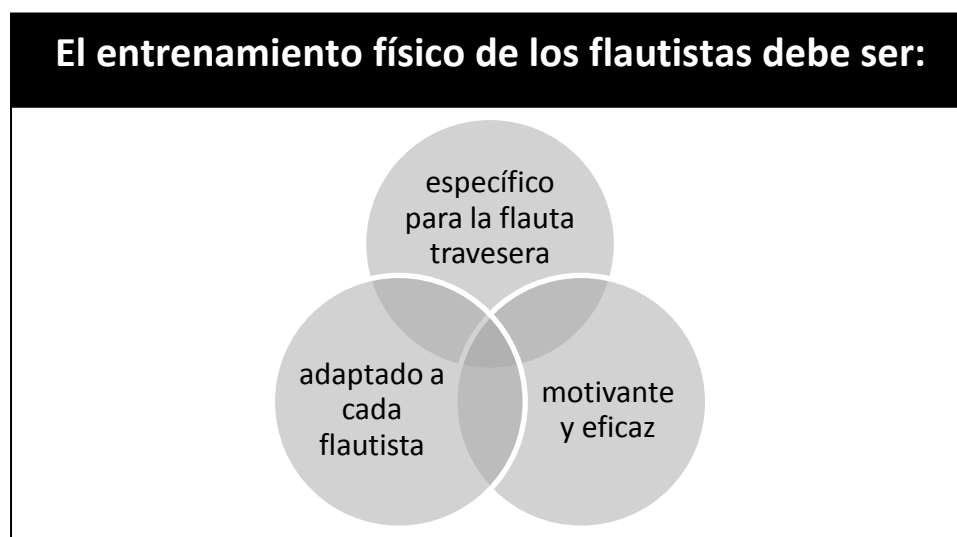 El entrenamiento físico de los flautistas debe ser:
específico
para la flauta
travesera
adaptado a
cada
flautista
motivante
y eficaz